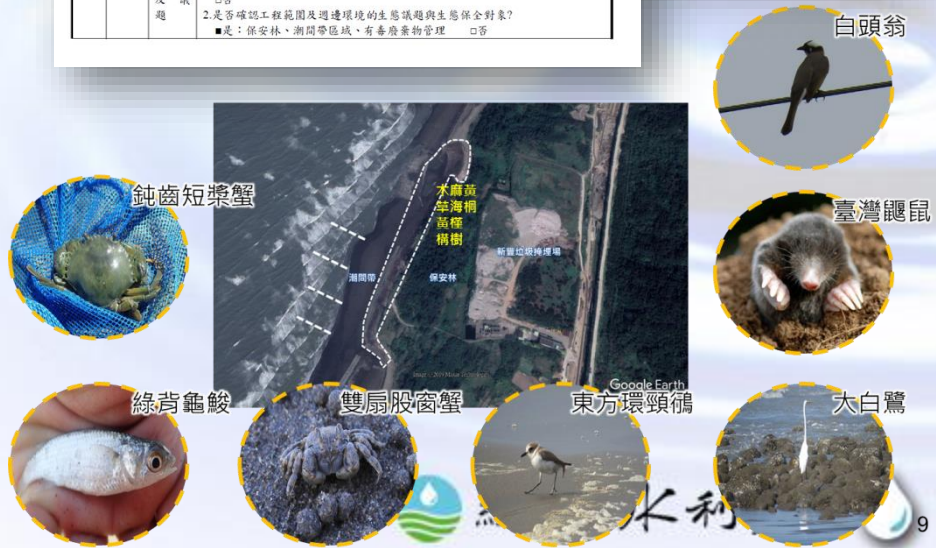 及 議 □否
題 2.是否確認工程範圍及週邊環境的生態議題與生態保全對象?
■是：保安林、潮間帶區域、有毒廢棄物管理 □否
白頭翁
鈍齒短槳蟹
木麻黃
草海桐
黃槿
構樹
臺灣鼴鼠
新豐垃圾掩埋場
潮間帶
保安林
Google Earth
綠背龜鮻
雙扇股窗蟹
東方環頸鴴
大白鷺
水利
9